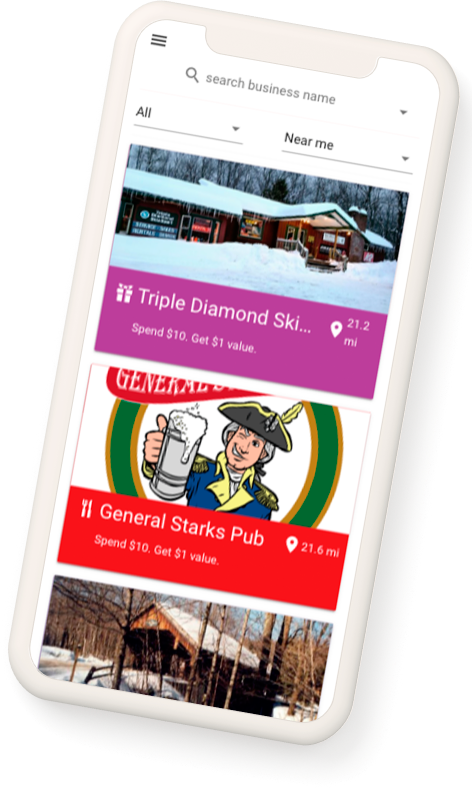 search business name
All
Near me
Triple Diamond Ski...
21.2
mi
Spend $10. Get $1 value.
GENERAL
General Starks Pub
21.6 mi
Spend $10. Get $1 value.